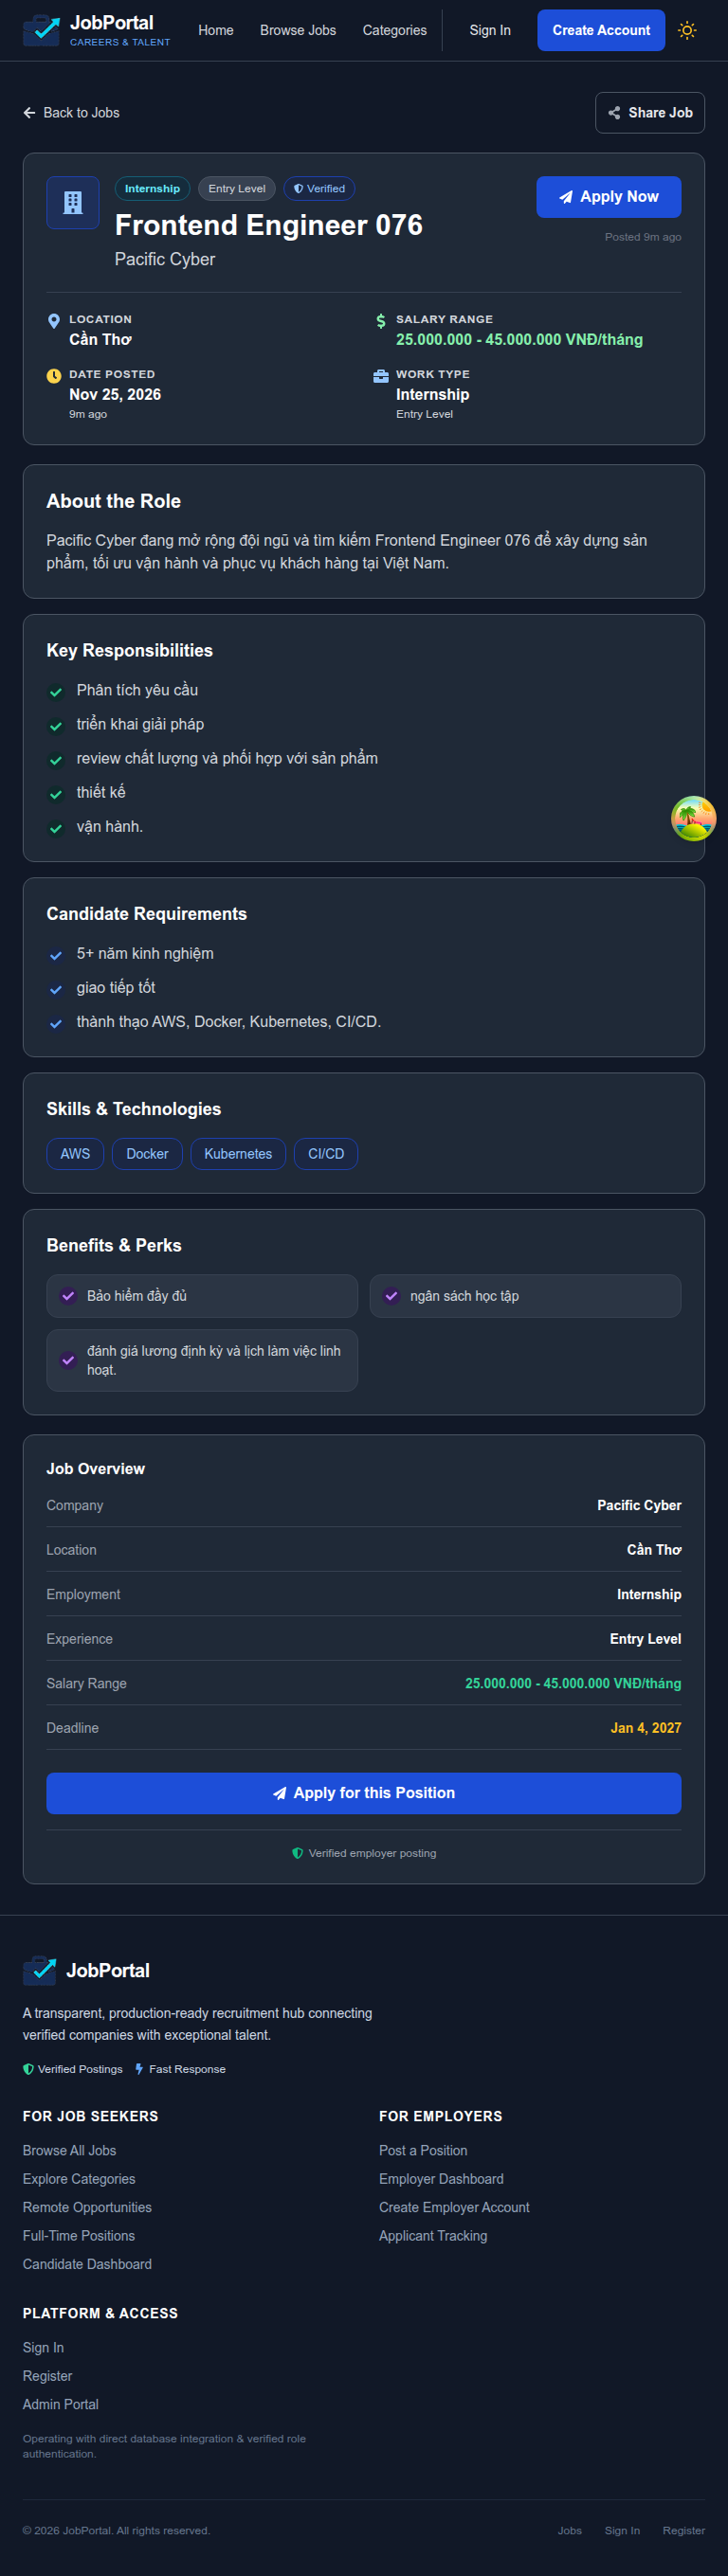 JobPortal
CAREERS & TALENT
Home
Browse Jobs
Categories
Sign In
Create Account
Back to Jobs
Share Job
Internship
Entry Level
Verified
Apply Now
Frontend Engineer 076
Posted 9m ago
Pacific Cyber
LOCATION
Cần Thơ
SALARY RANGE
25.000.000 - 45.000.000 VNĐ/tháng
DATE POSTED
Nov 25, 2026
9m ago
WORK TYPE
Internship
Entry Level
About the Role
Pacific Cyber đang mở rộng đội ngũ và tìm kiếm Frontend Engineer 076 để xây dựng sản
phẩm, tối ưu vận hành và phục vụ khách hàng tại Việt Nam.
Key Responsibilities
Phân tích yêu cầu
triển khai giải pháp
review chất lượng và phối hợp với sản phẩm
thiết kế
vận hành.
Candidate Requirements
5+ năm kinh nghiệm
giao tiếp tốt
thành thạo AWS, Docker, Kubernetes, CI/CD.
Skills & Technologies
AWS
Docker
Kubernetes
CI/CD
Benefits & Perks
Bảo hiểm đầy đủ
ngân sách học tập
đánh giá lương định kỳ và lịch làm việc linh
hoạt.
Job Overview
Company
Pacific Cyber
Location
Cần Thơ
Employment
Internship
Experience
Entry Level
Salary Range
25.000.000 - 45.000.000 VNĐ/tháng
Deadline
Jan 4, 2027
Apply for this Position
Verified employer posting
JobPortal
A transparent, production-ready recruitment hub connecting
verified companies with exceptional talent.
Verified Postings
Fast Response
FOR JOB SEEKERS
Browse All Jobs
Explore Categories
Remote Opportunities
Full-Time Positions
Candidate Dashboard
FOR EMPLOYERS
Post a Position
Employer Dashboard
Create Employer Account
Applicant Tracking
PLATFORM & ACCESS
Sign In
Register
Admin Portal
Operating with direct database integration & verified role
authentication.
© 2026 JobPortal. All rights reserved.
Jobs
Sign In
Register